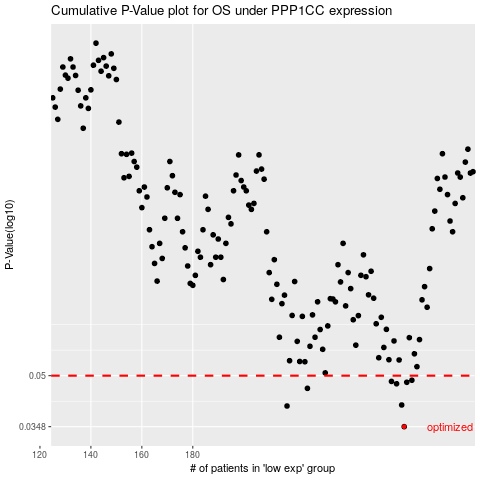 Cumulative P-Value plot for OS under PPP1CC expression
P-Value(log10)
0.05
0.0348
optimized
120 140 160 180
# of patients in 'low exp' group